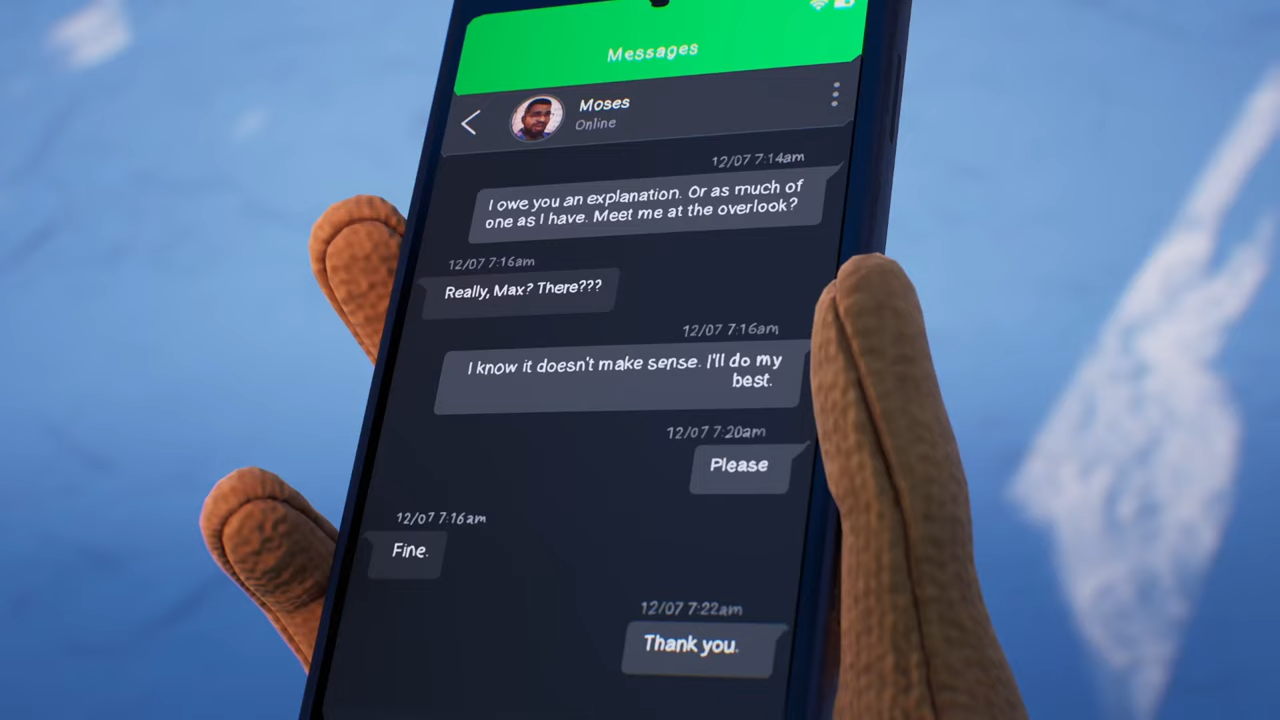 Messages
Moses
Online
12/07 7:14am
I owe you an explanation. Or as much of
one as I have. Meet me at the overlook?
12/07 7:16am
Really, Max? There???
12/07 7:16am
I know it doesn't make sense. I'll do my
best.
12/07 7:20am
Please
12/07 7:16am
Fine.
12/07 7:22am
Thank you.